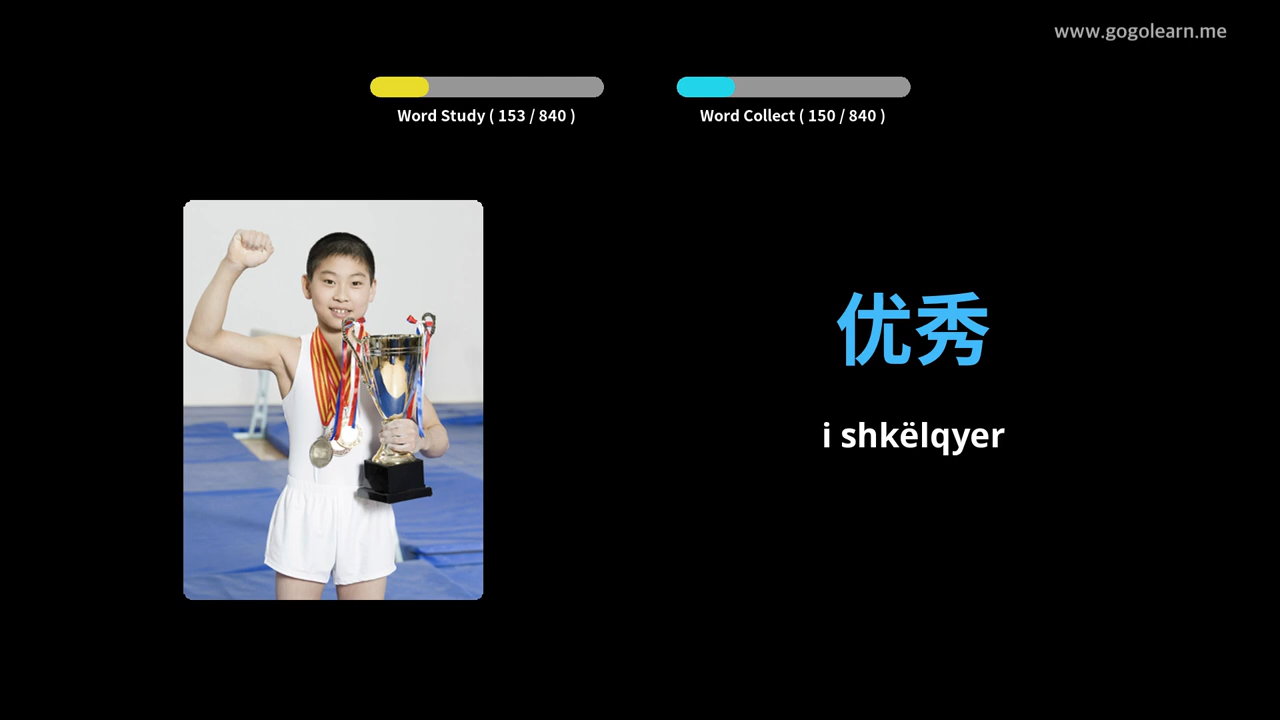 www.gogolearn.me
Word Study ( 153 / 840 )
Word Collect ( 150 / 840 )
优秀
i shkëlqyer